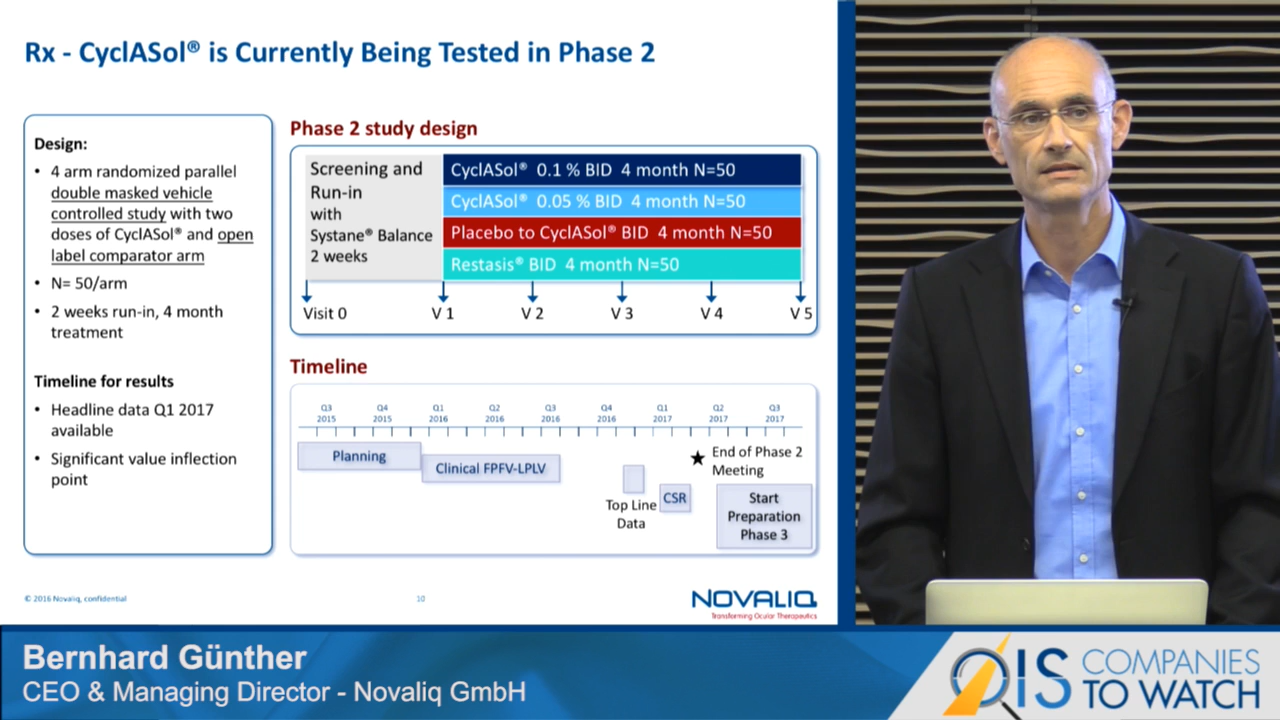 Rx - CyclASol® is Currently Being Tested in Phase 2
Design:
• 4 arm randomized parallel
double masked vehicle
controlled study with two
doses of CyclASol® and open
label comparator arm
• N= 50/arm
• 2 weeks run-in, 4 month
treatment
Timeline for results
• Headline data Q1 2017
available
• Significant value inflection
point
Phase 2 study design
Screening and
Run-in
with
Systane® Balance
2 weeks
CyclASol® 0.1 % BID 4 month N=50
CyclASol® 0.05 % BID 4 month N=50
Placebo to CyclASol® BID 4 month N=50
Restasis® BID 4 month N=50
Visit 0 V 1 V 2 V 3 V 4 V 5
Timeline
Q3 Q4 Q1 Q2 Q3 Q4 Q1 Q2 Q3
2015 2015 2016 2016 2016 2016 2017 2017 2017
Planning
Clinical FPFV-LPLV
Top Line
Data
CSR
★ End of Phase 2
Meeting
Start
Preparation
Phase 3
© 2016 Novaliq, confidential
10
NOVALIQ
Transforming Ocular Therapeutics
Bernhard Günther
CEO & Managing Director - Novaliq GmbH
OIS COMPANIES
TO WATCH